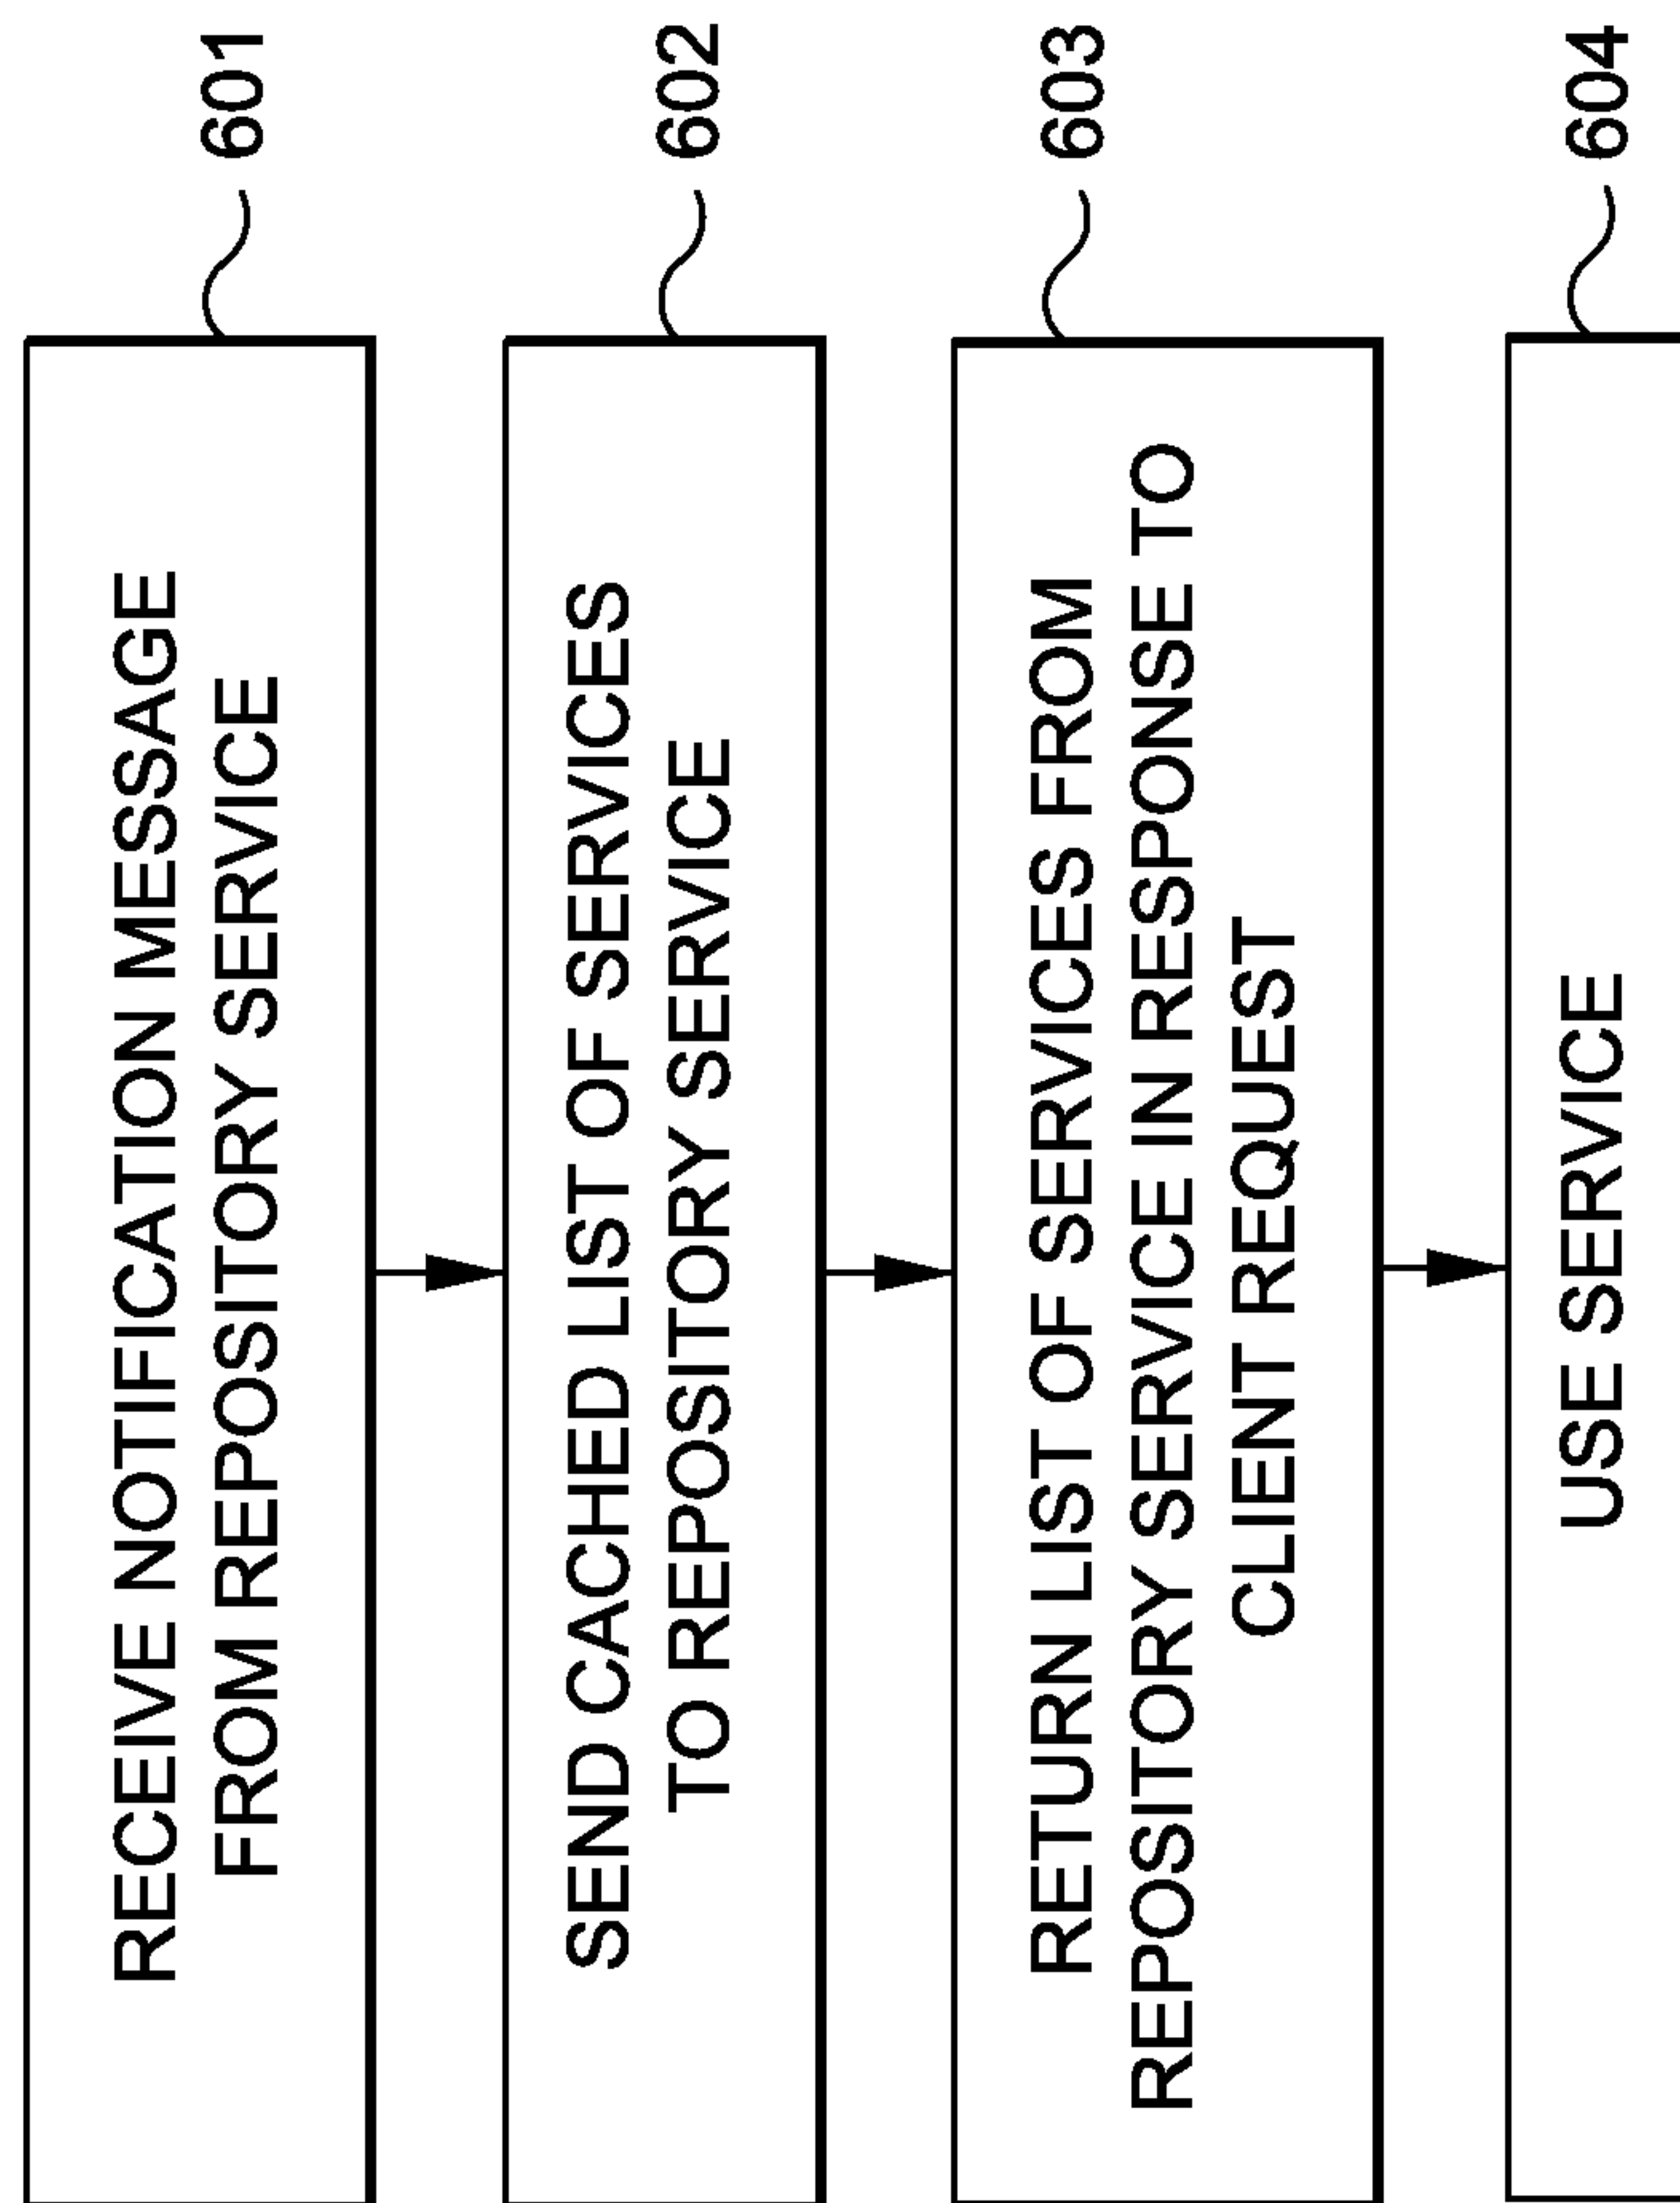 RECEIVE NOTIFICATION MESSAGE
FROM REPOSITORY SERVICE
601
SEND CACHED LIST OF SERVICES
TO REPOSITORY SERVICE
602
RETURN LIST OF SERVICES FROM
REPOSITORY SERVICE IN RESPONSE TO
CLIENT REQUEST
603
USE SERVICE
604